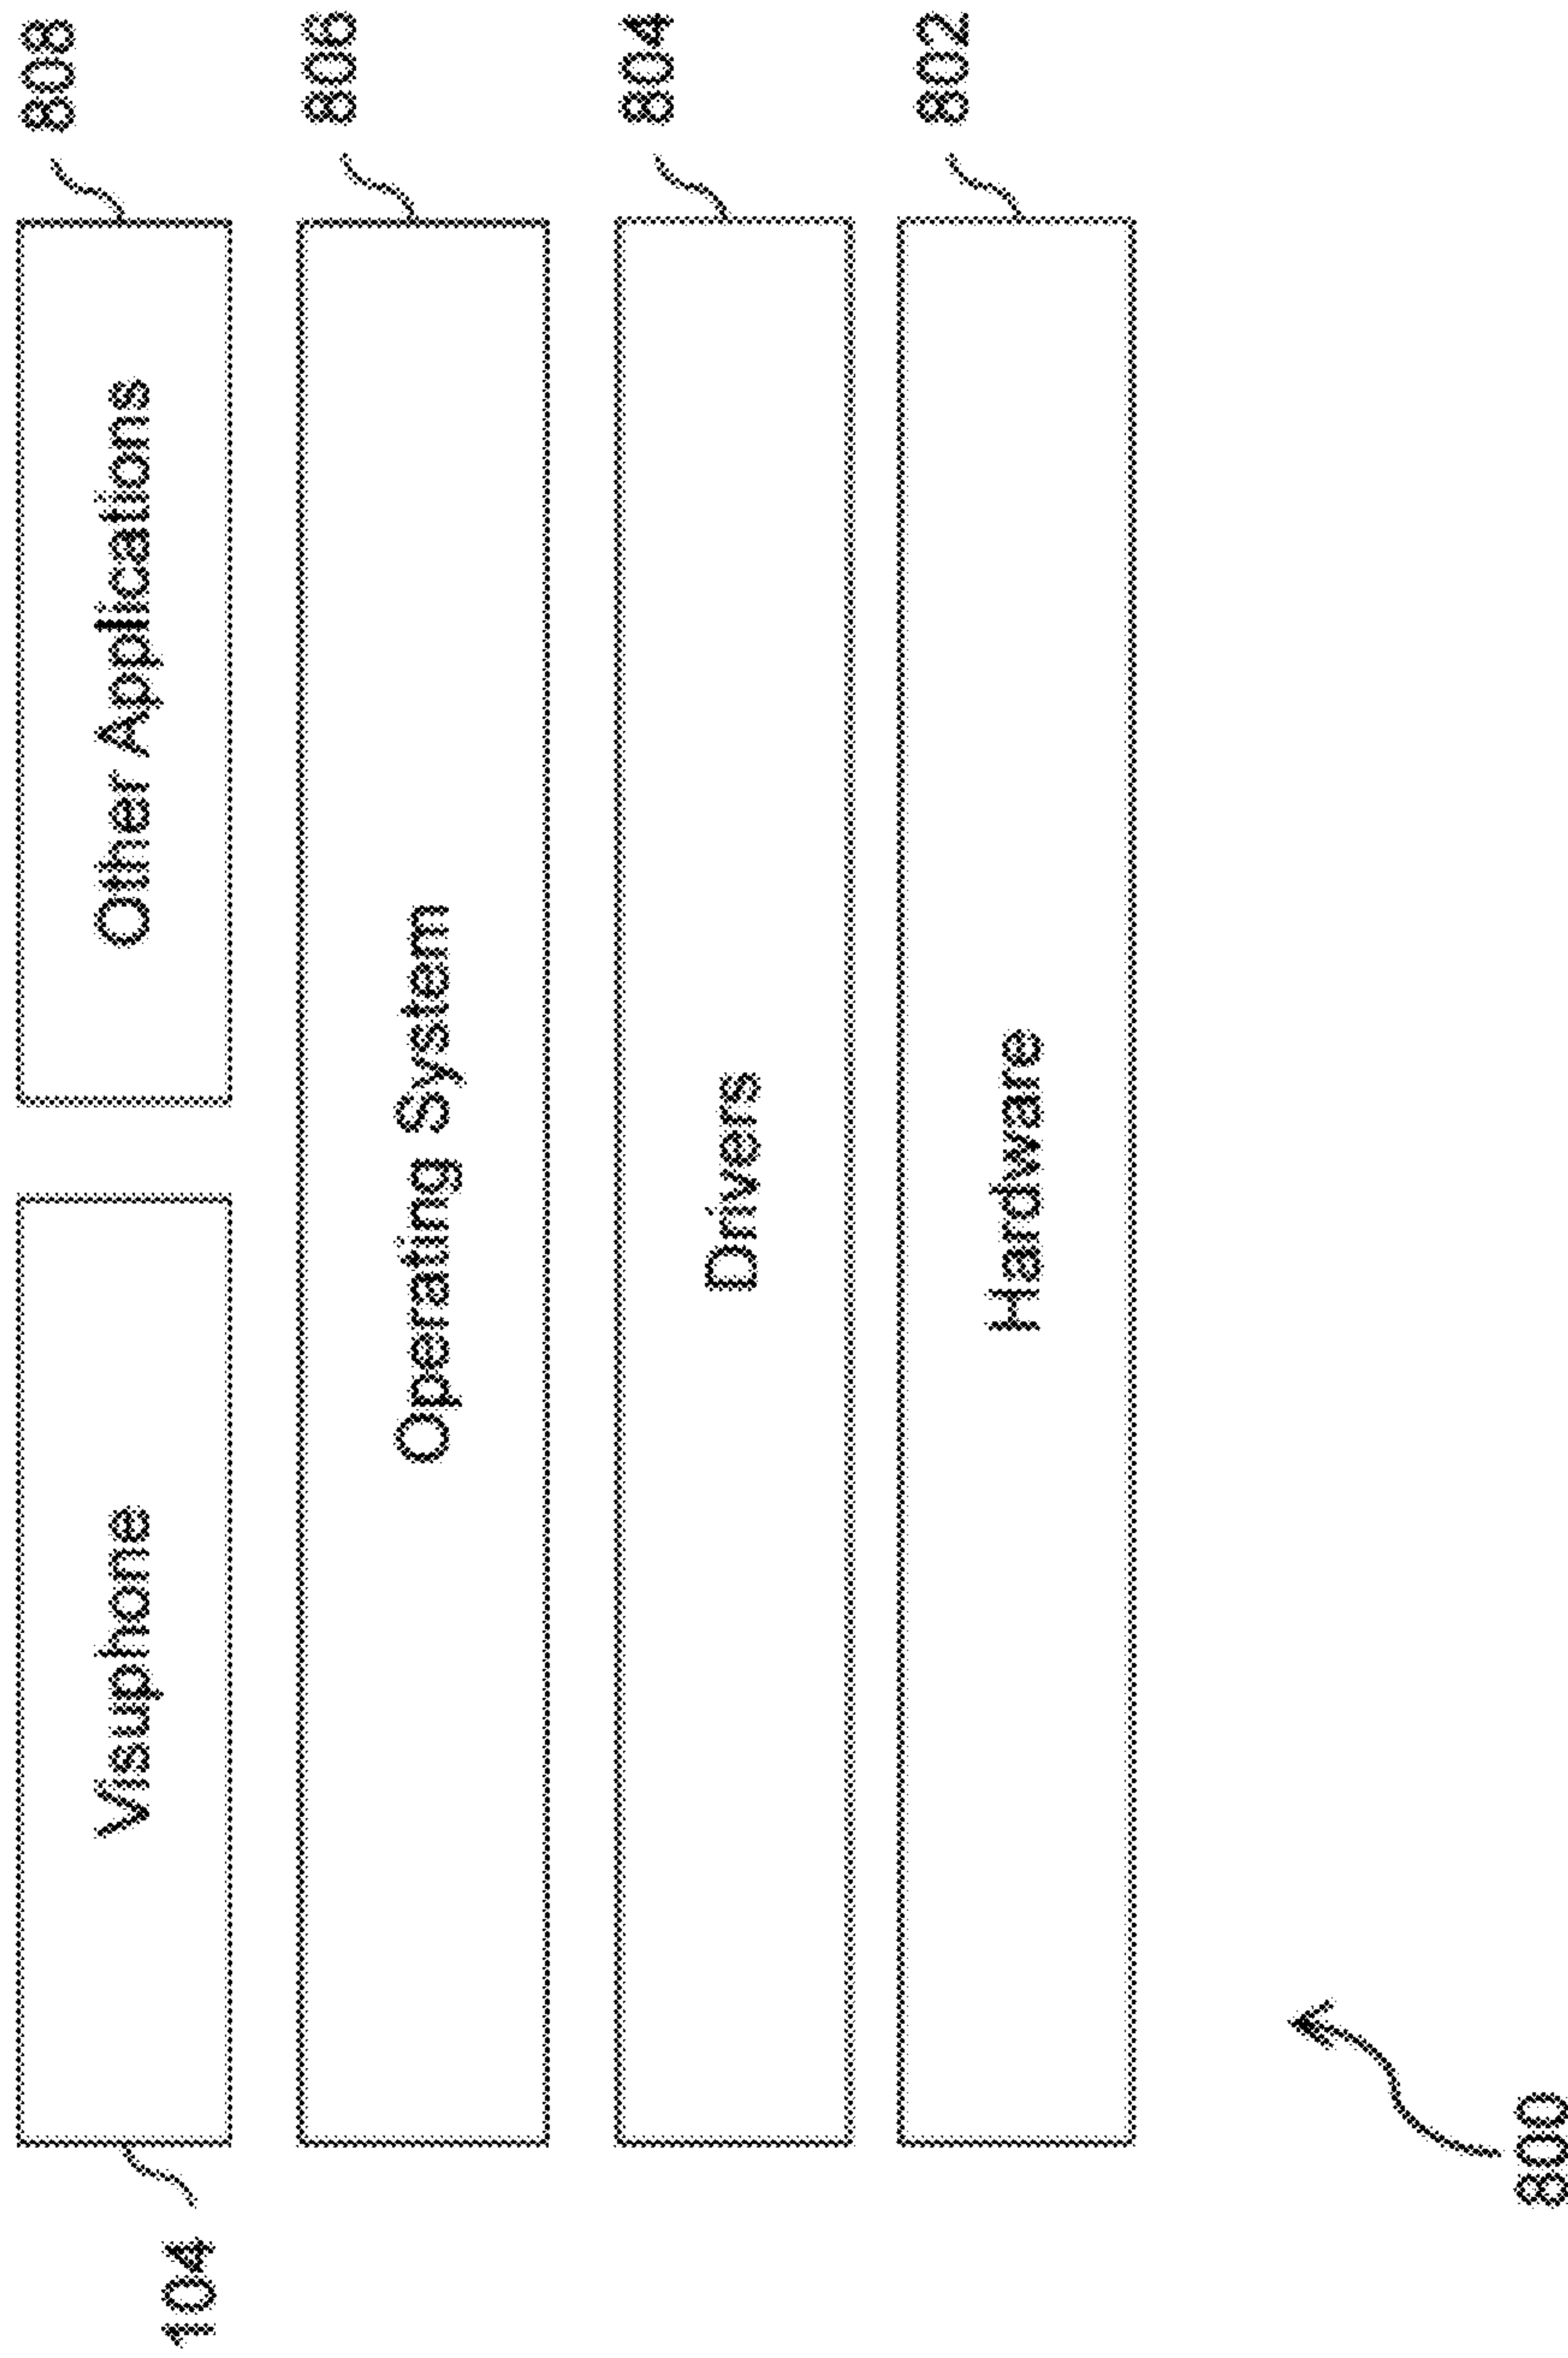 104
Visuphone
Other Applications
808
Operating System
806
Drivers
804
Hardware
802
800